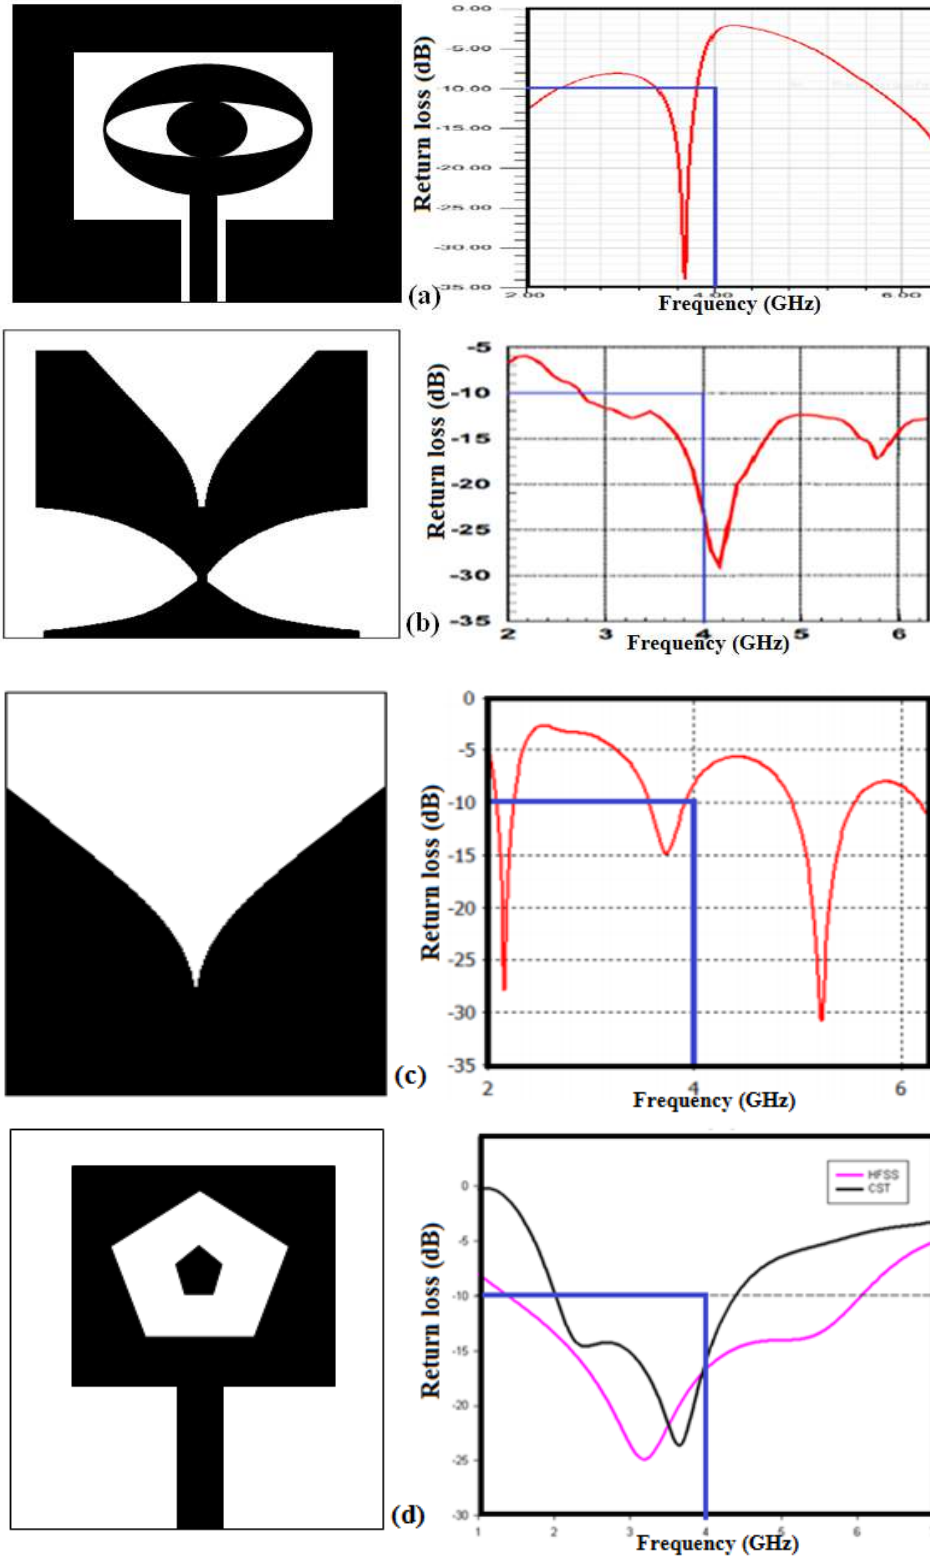 0.00
-5.00
-10.00
-15.00
-20.00
-25.00
-30.00
-35.00
2.00 4.00 6.00
Return loss (dB)
Frequency (GHz)
(a)
-5
-10
-15
-20
-25
-30
-35
2 3 4 5 6
Return loss (dB)
Frequency (GHz)
(b)
0
-5
-10
-15
-20
-25
-30
-35
2 4 6
Return loss (dB)
Frequency (GHz)
(c)
HFSS
CST
0
-5
-10
-15
-20
-25
-30
1 2 3 4 5 6
Return loss (dB)
Frequency (GHz)
(d)